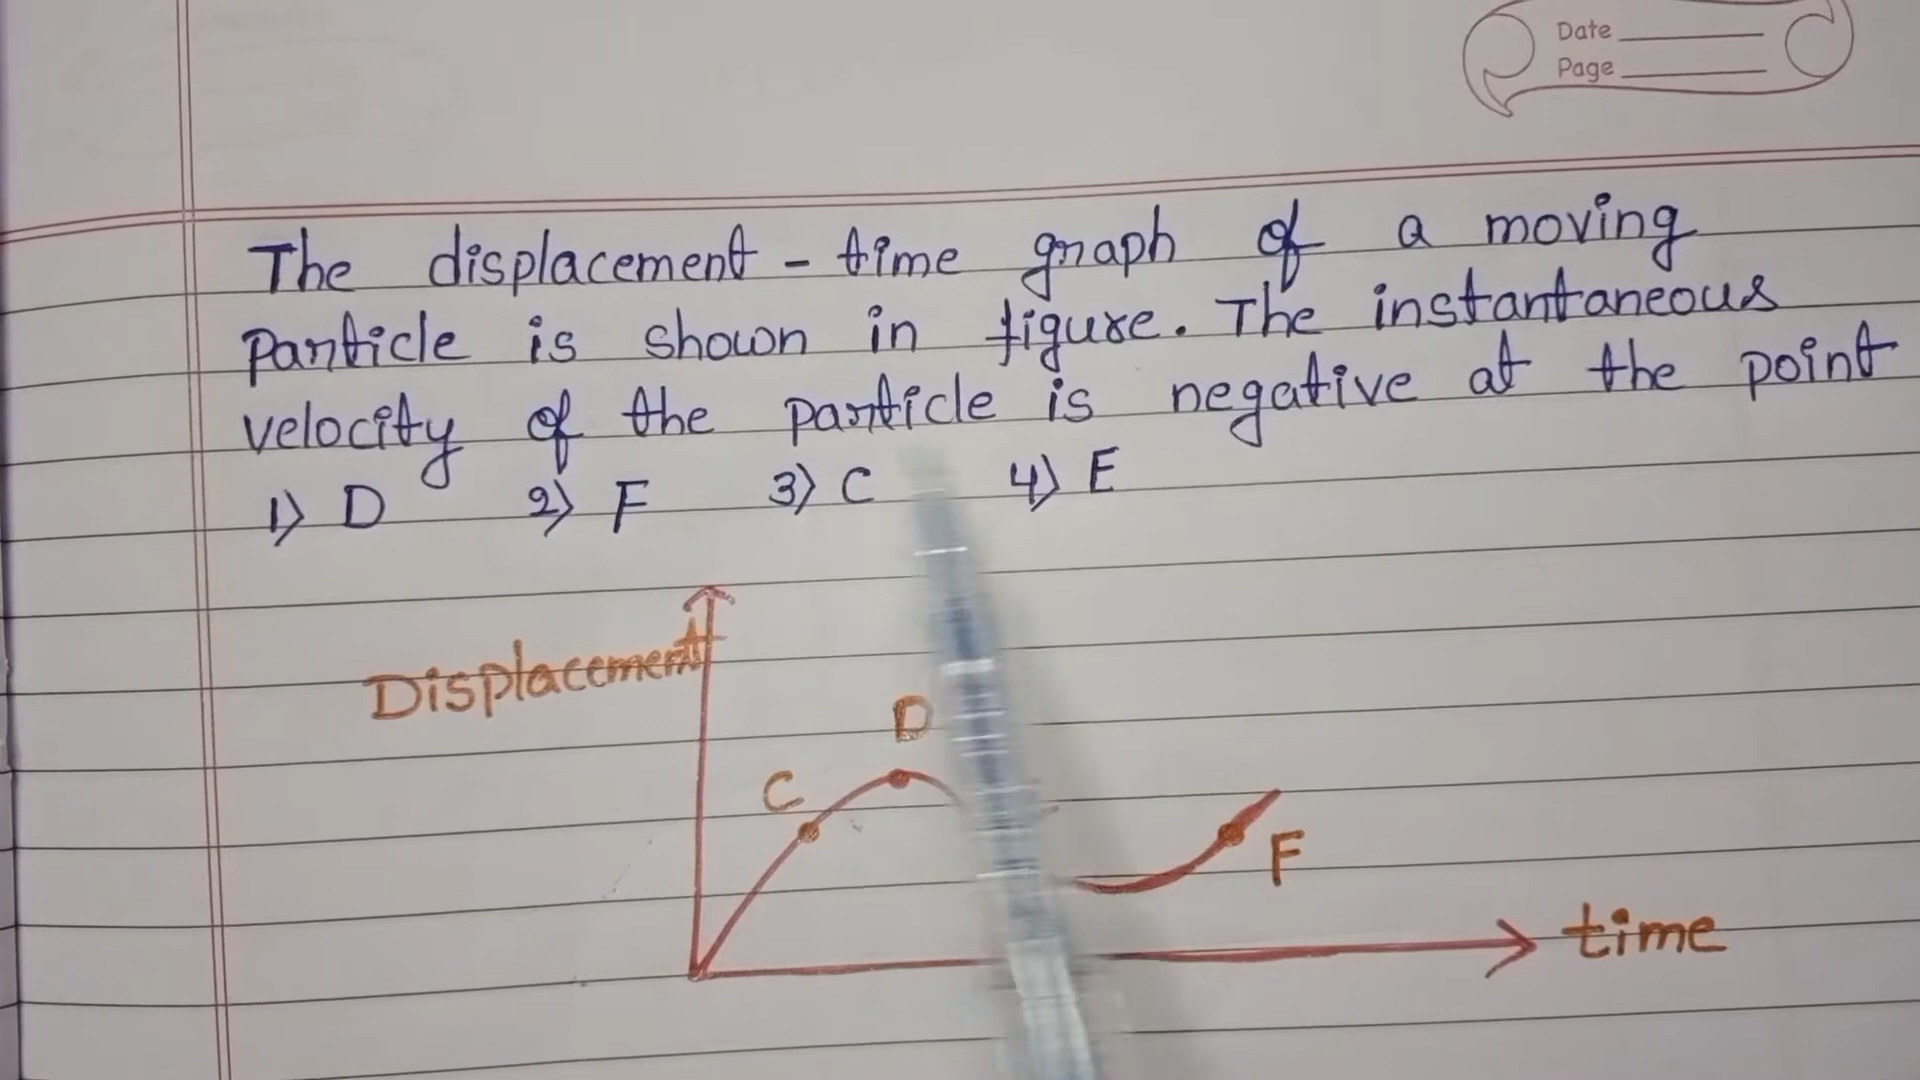 Date
Page
The displacement - time graph of a moving
particle is shown in figure. The instantaneous
velocity of the particle is negative at the point
1) D 2) F 3) C 4) E
Displacement
D
C
F
time